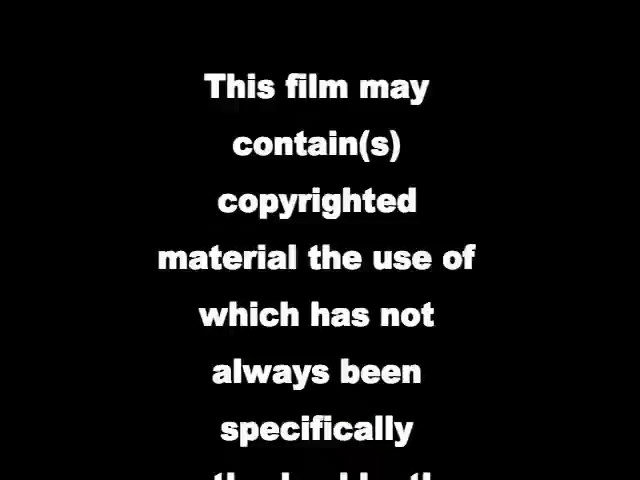 This film may
contain(s)
copyrighted
material the use of
which has not
always been
specifically